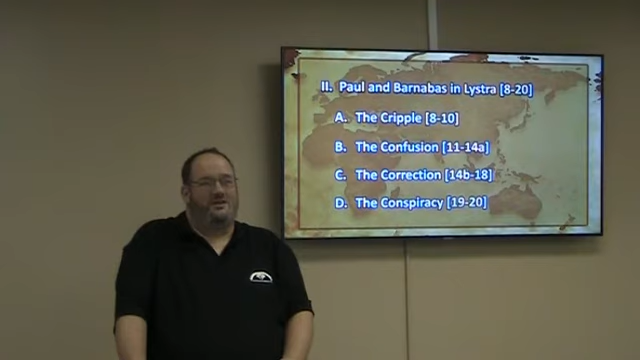 II. Paul and Barnabas in Lystra [8-20]
A. The Cripple [8-10]
B. The Confusion [11-14a]
C. The Correction [14b-18]
D. The Conspiracy [19-20]